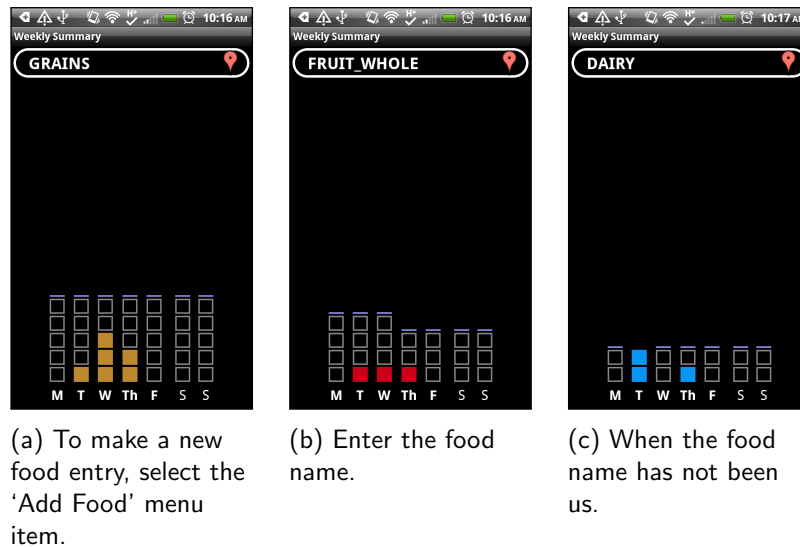 10:16 AM
Weekly Summary
GRAINS
M T W Th F S S
(a) To make a new
food entry, select the
‘Add Food’ menu
item.
10:16 AM
Weekly Summary
FRUIT_WHOLE
M T W Th F S S
(b) Enter the food
name.
10:17 AM
Weekly Summary
DAIRY
M T W Th F S S
(c) When the food
name has not been
us.